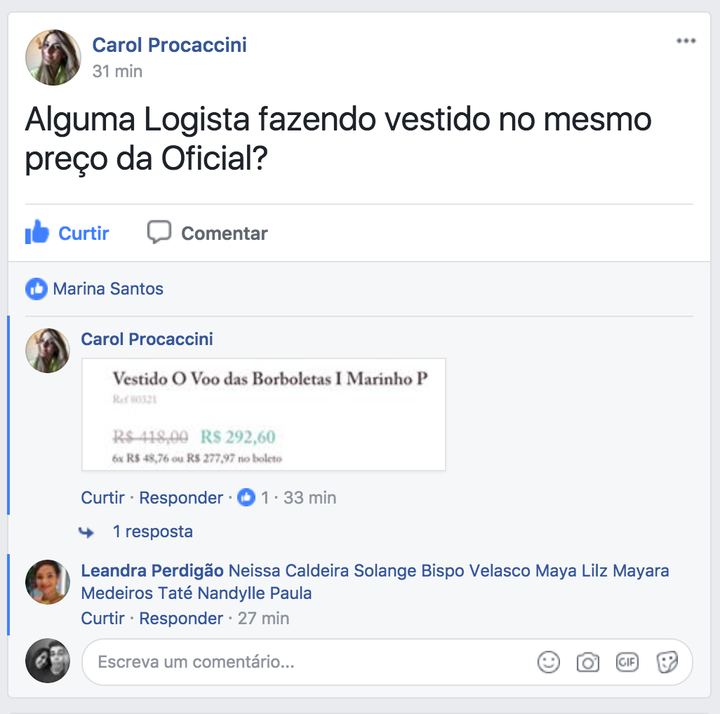 Carol Procaccini
31 min
Alguma Logista fazendo vestido no mesmo
preço da Oficial?
Curtir Comentar
Marina Santos
Carol Procaccini
Vestido O Voo das Borboletas I Marinho P
Ref 80321
R$ 418,00 R$ 292,60
6x R$ 48,76 ou R$ 277,97 no boleto
Curtir · Responder · 1 · 33 min
1 resposta
Leandra Perdigão Neissa Caldeira Solange Bispo Velasco Maya Lilz Mayara
Medeiros Taté Nandylle Paula
Curtir · Responder · 27 min
Escreva um comentário...
GIF